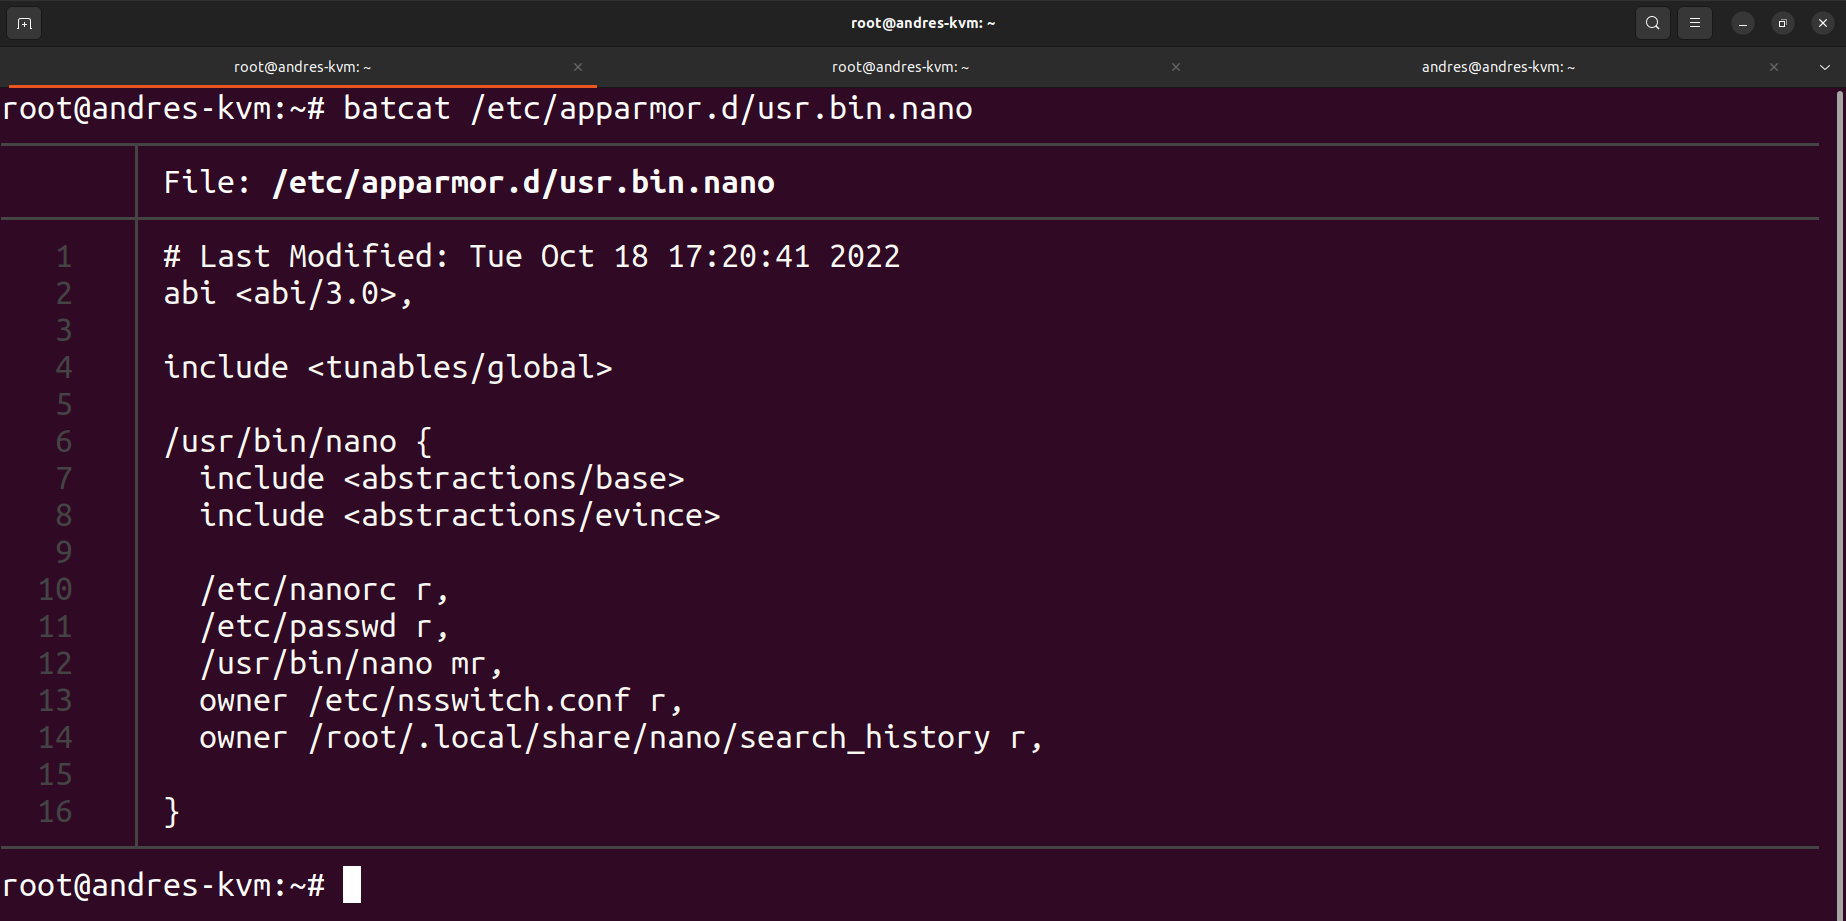 root@andres-kvm: ~
root@andres-kvm: ~ × root@andres-kvm: ~ × andres@andres-kvm: ~ ×
root@andres-kvm:~# batcat /etc/apparmor.d/usr.bin.nano
File: /etc/apparmor.d/usr.bin.nano
1 # Last Modified: Tue Oct 18 17:20:41 2022
2 abi <abi/3.0>,
3
4 include <tunables/global>
5
6 /usr/bin/nano {
7   include <abstractions/base>
8   include <abstractions/evince>
9
10   /etc/nanorc r,
11   /etc/passwd r,
12   /usr/bin/nano mr,
13   owner /etc/nsswitch.conf r,
14   owner /root/.local/share/nano/search_history r,
15
16 }
root@andres-kvm:~#